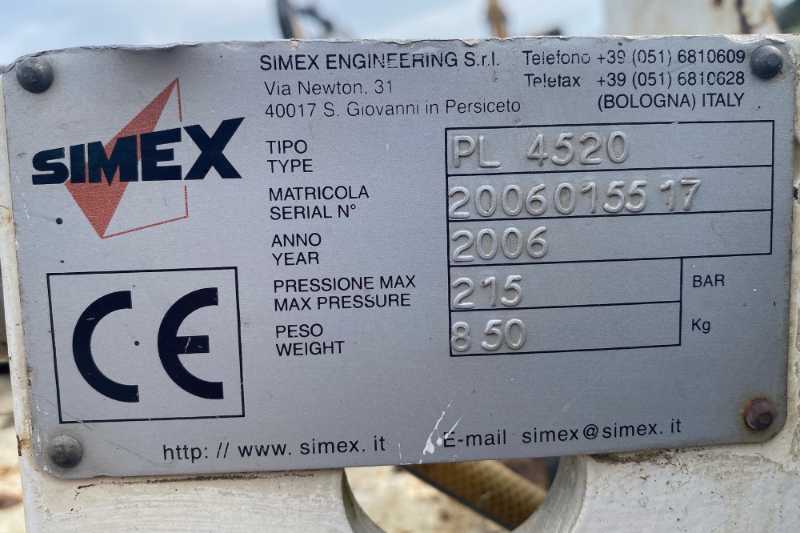 SIMEX ENGINEERING S.r.l.
Via Newton, 31
40017 S. Giovanni in Persiceto
Telefono +39 (051) 6810609
Telefax +39 (051) 6810628
(BOLOGNA) ITALY
SIMEX
TIPO
TYPE
PL 4520
MATRICOLA
SERIAL N°
2006015517
ANNO
YEAR
2006
PRESSIONE MAX
MAX PRESSURE
215
BAR
PESO
WEIGHT
850
Kg
CE
http: // www. simex. it
E-mail simex@simex. it